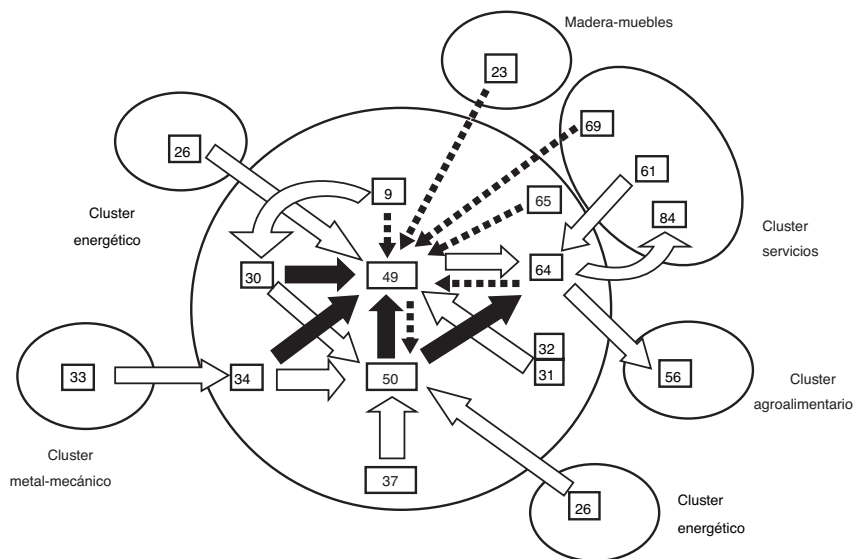 Madera-muebles
23
69
26
61
9
65
84
Cluster
energético
Cluster
servicios
30
49
64
32
33
34
50
31
56
Cluster
agroalimentario
Cluster
metal-mecánico
37
26
Cluster
energético